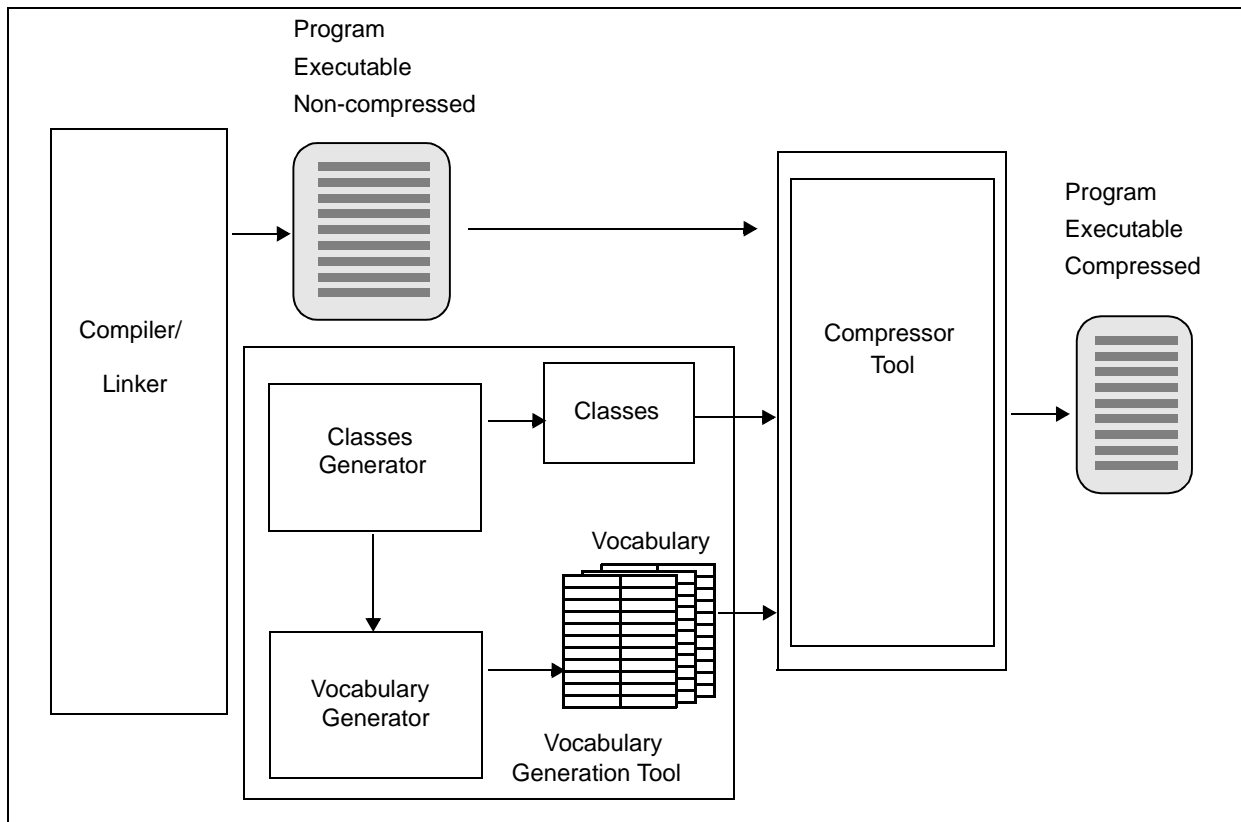 Program
Executable
Non-compressed
Program
Executable
Compressed
Compiler/
Linker
Compressor
Tool
Classes
Classes
Generator
Vocabulary
Vocabulary
Generator
Vocabulary
Generation Tool